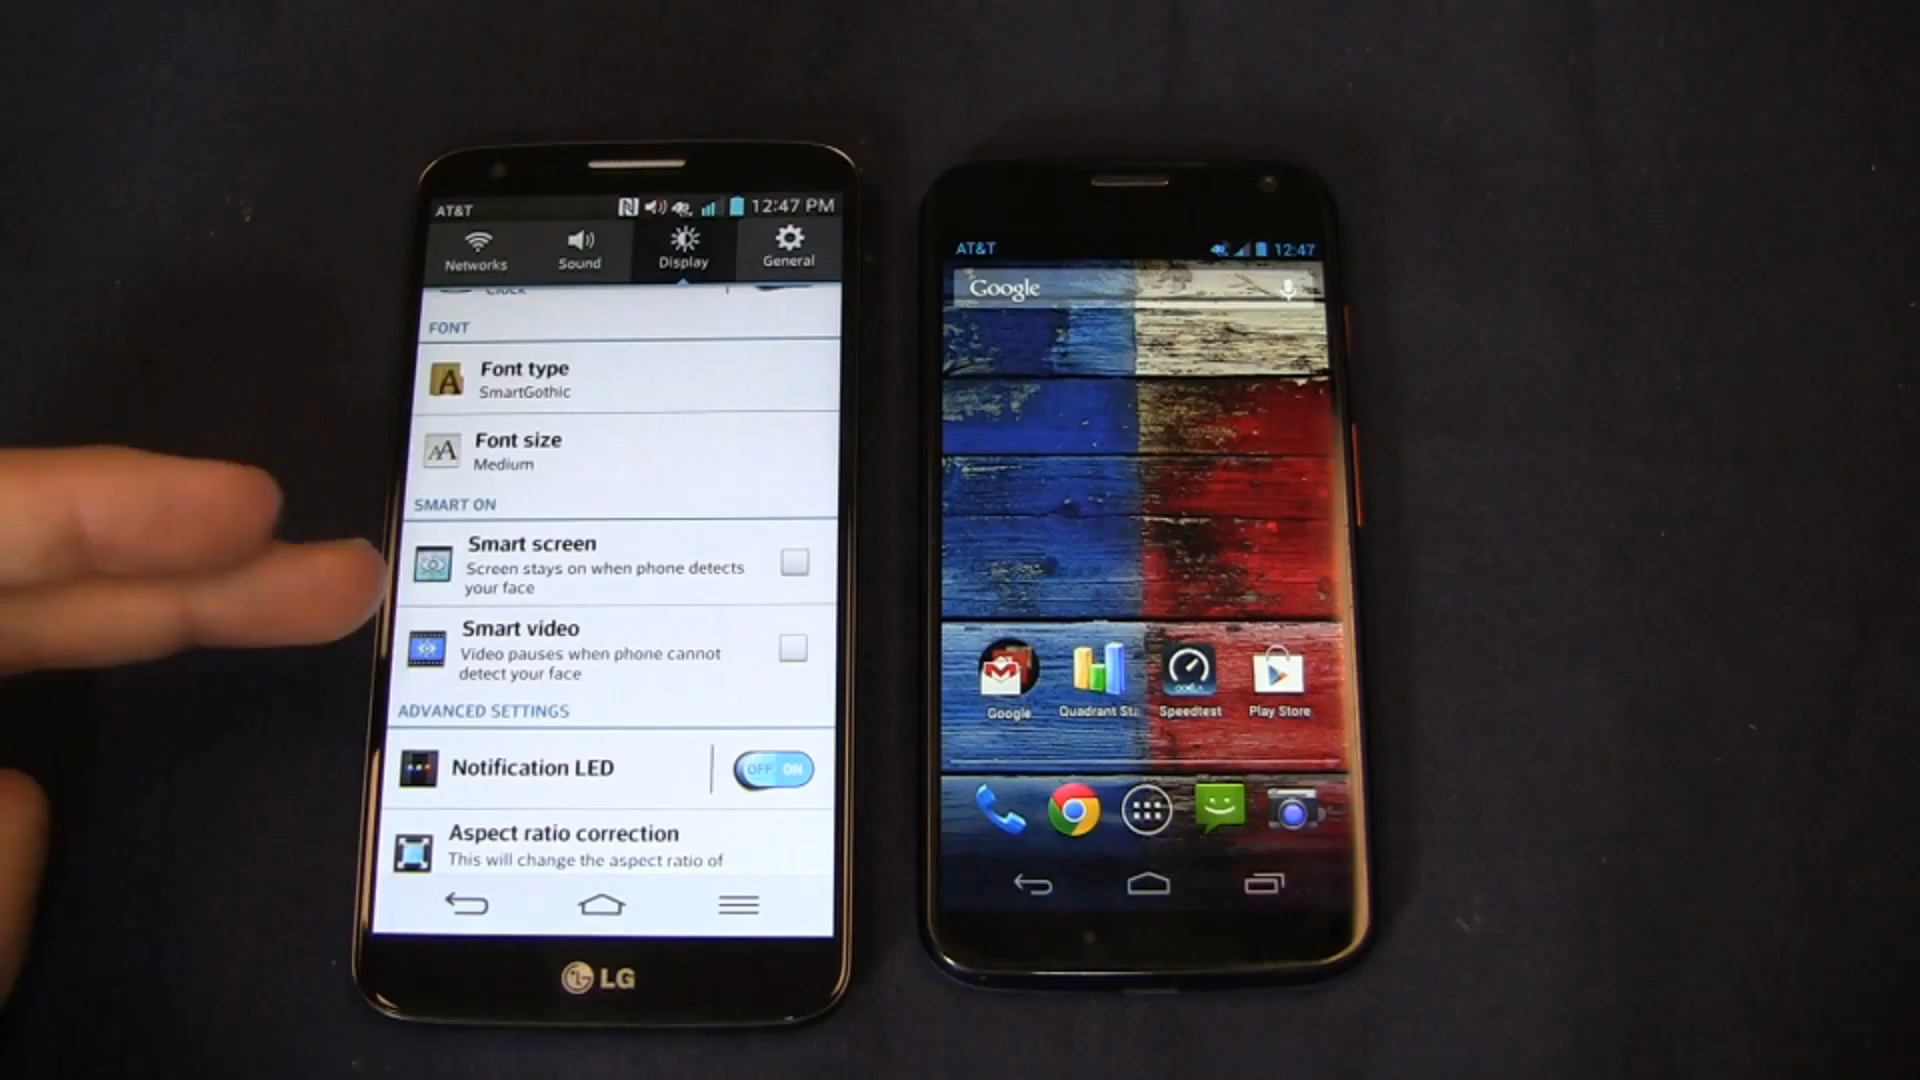 AT&T
12:47 PM
Networks
Sound
Display
General
Clock
FONT
Font type
SmartGothic
Font size
Medium
SMART ON
Smart screen
Screen stays on when phone detects
your face
Smart video
Video pauses when phone cannot
detect your face
ADVANCED SETTINGS
Notification LED
OFF ON
Aspect ratio correction
This will change the aspect ratio of
LG
AT&T
12:47
Google
Google
Quadrant Sta
Speedtest
Play Store